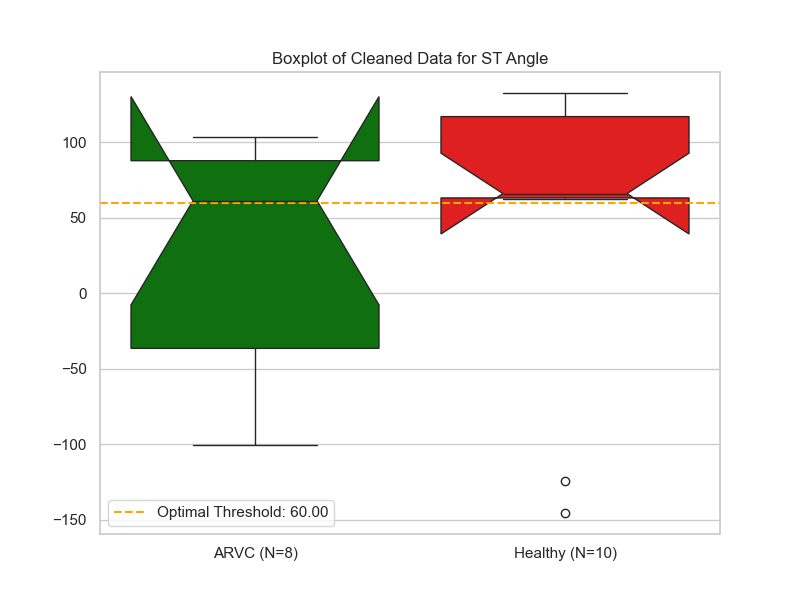 Boxplot of Cleaned Data for ST Angle
100
50
0
−50
−100
−150
Optimal Threshold: 60.00
ARVC (N=8)
Healthy (N=10)